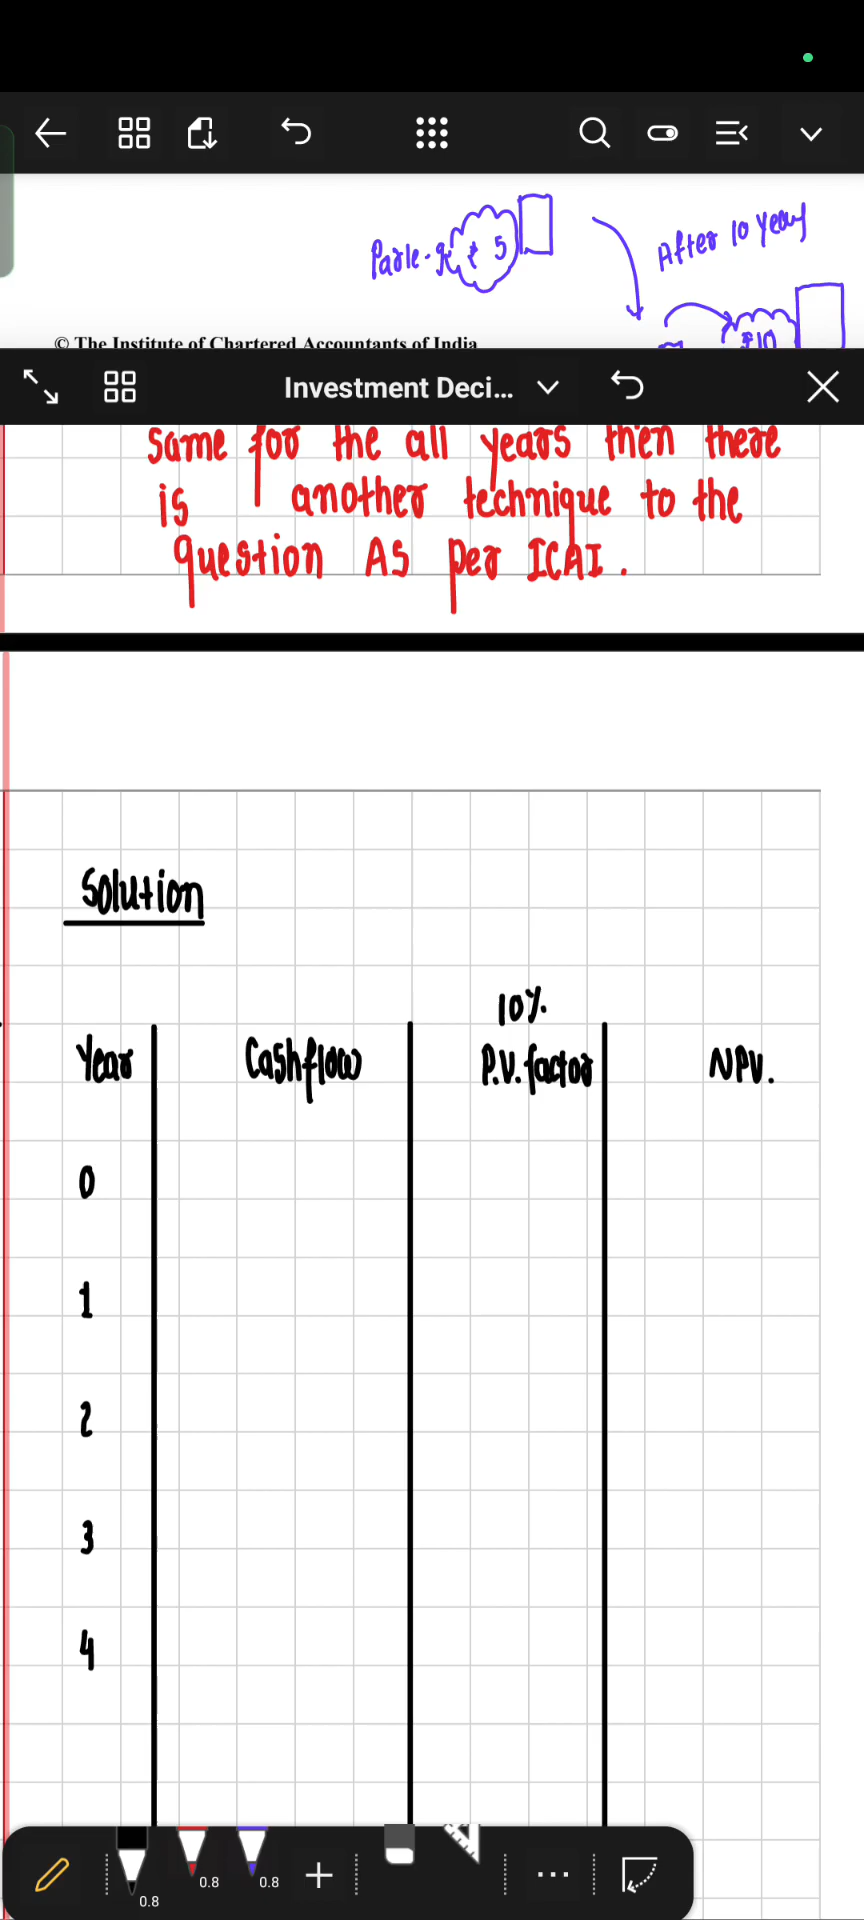 Parle-g ₹ 5
After 10 years
₹10
© The Institute of Chartered Accountants of India
Investment Deci...
same for the all years then there
is another technique to the
question AS per ICAI.
Solution
10%
Year Cashflow P.V. factor NPV.
0
1
2
3
4
0.8 0.8 0.8